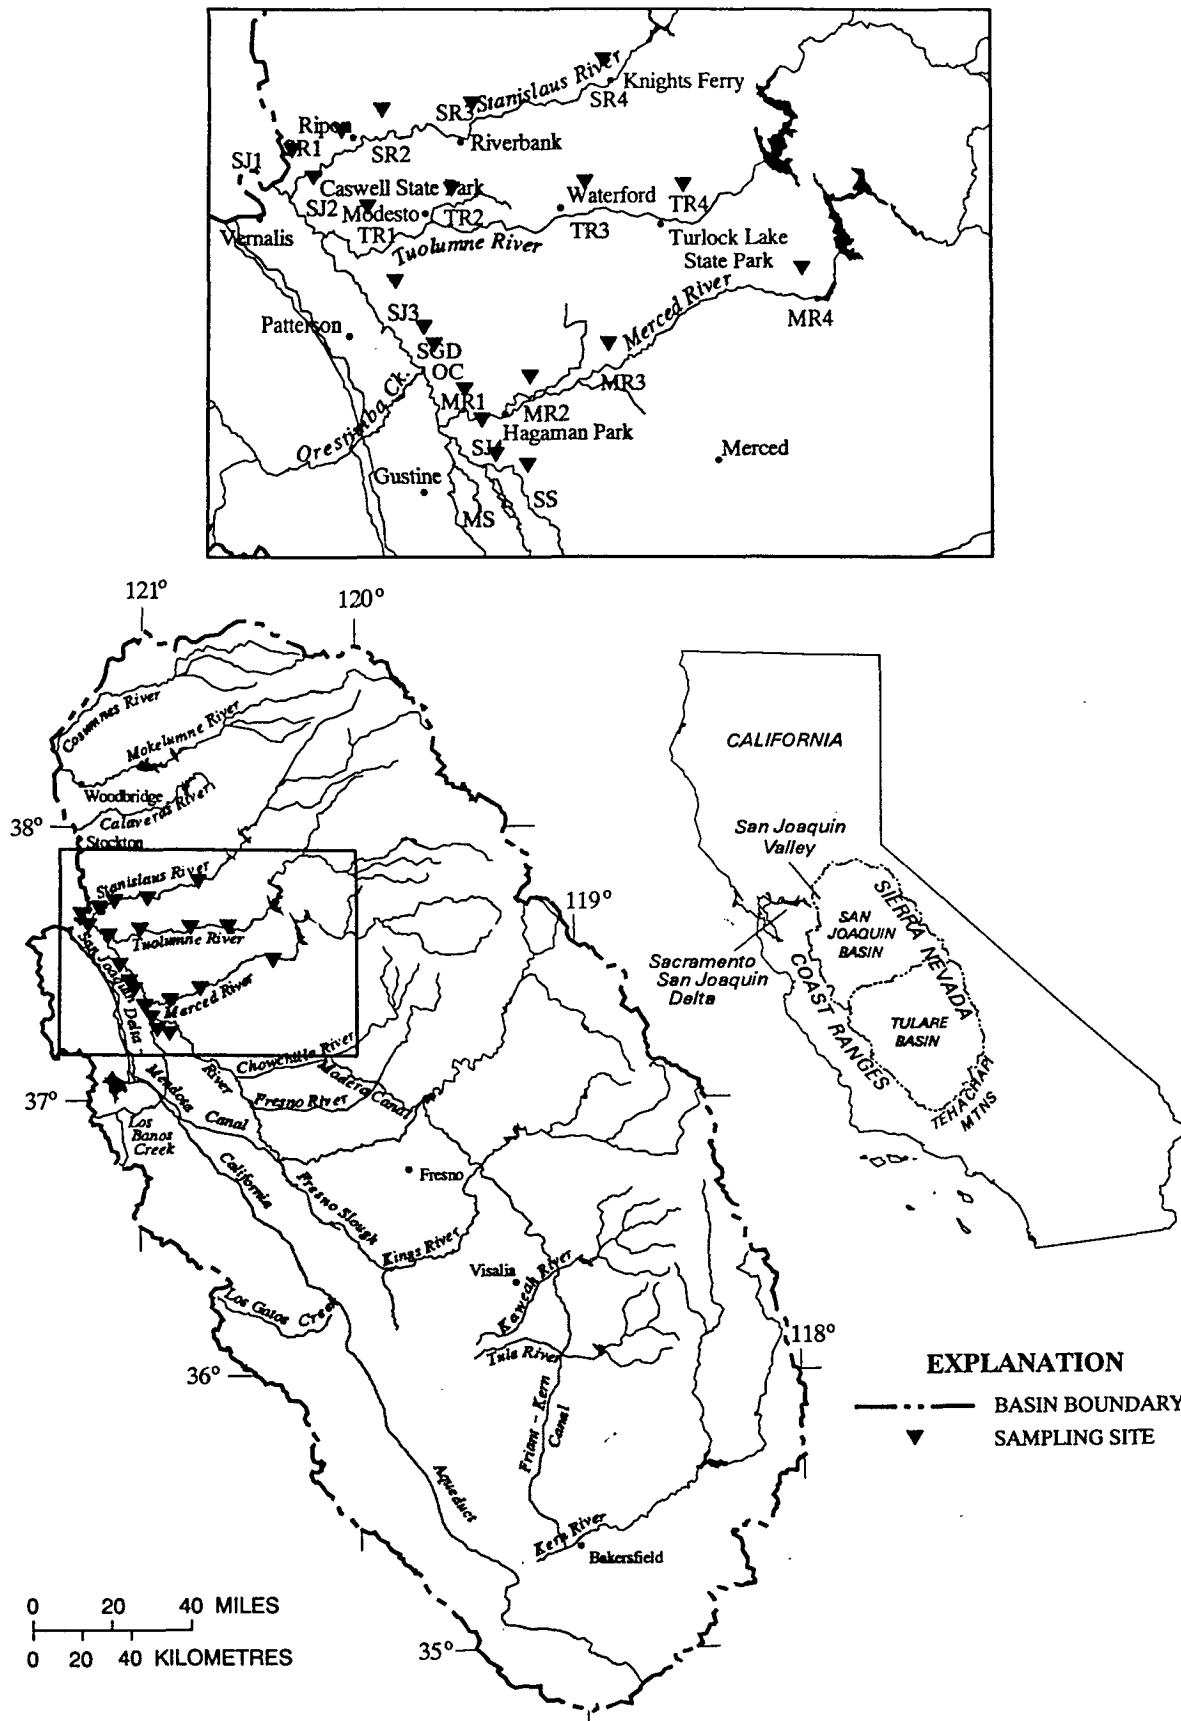 Stanislaus River
Knights Ferry
SR3
SR4
Ripon
SR1
SR2
Riverbank
SJ1
Caswell State Park
Waterford
TR4
SJ2
Modesto
TR2
TR1
TR3
Vernalis
Tuolumne River
Turlock Lake
State Park
SJ3
Merced River
MR4
Patterson
SGD
OC
MR3
Orestimba Ck.
MR1
MR2
Hagaman Park
SJ4
Merced
Gustine
SS
MS
121°
120°
Cosumnes River
Mokelumne River
CALIFORNIA
Woodbridge
Calaveras River
38°
Stockton
San Joaquin
Valley
Stanislaus River
119°
SIERRA NEVADA
SAN
JOAQUIN
BASIN
Tuolumne River
San Joaquin
Delta
Sacramento
San Joaquin
Delta
COAST RANGES
Merced River
TULARE
BASIN
Chowchilla River
River
Mendota
Canal
Madera Canal
Fresno River
37°
TEHACHAPI
MTNS
Los
Banos
Creek
California
Fresno
Fresno Slough
Kings River
Visalia
Kaweah River
Los Gatos Creek
Tule River
118°
36°
EXPLANATION
BASIN BOUNDARY
SAMPLING SITE
Friant - Kern
Canal
Aqueduct
Kern River
Bakersfield
0 20 40 MILES
0 20 40 KILOMETRES
35°